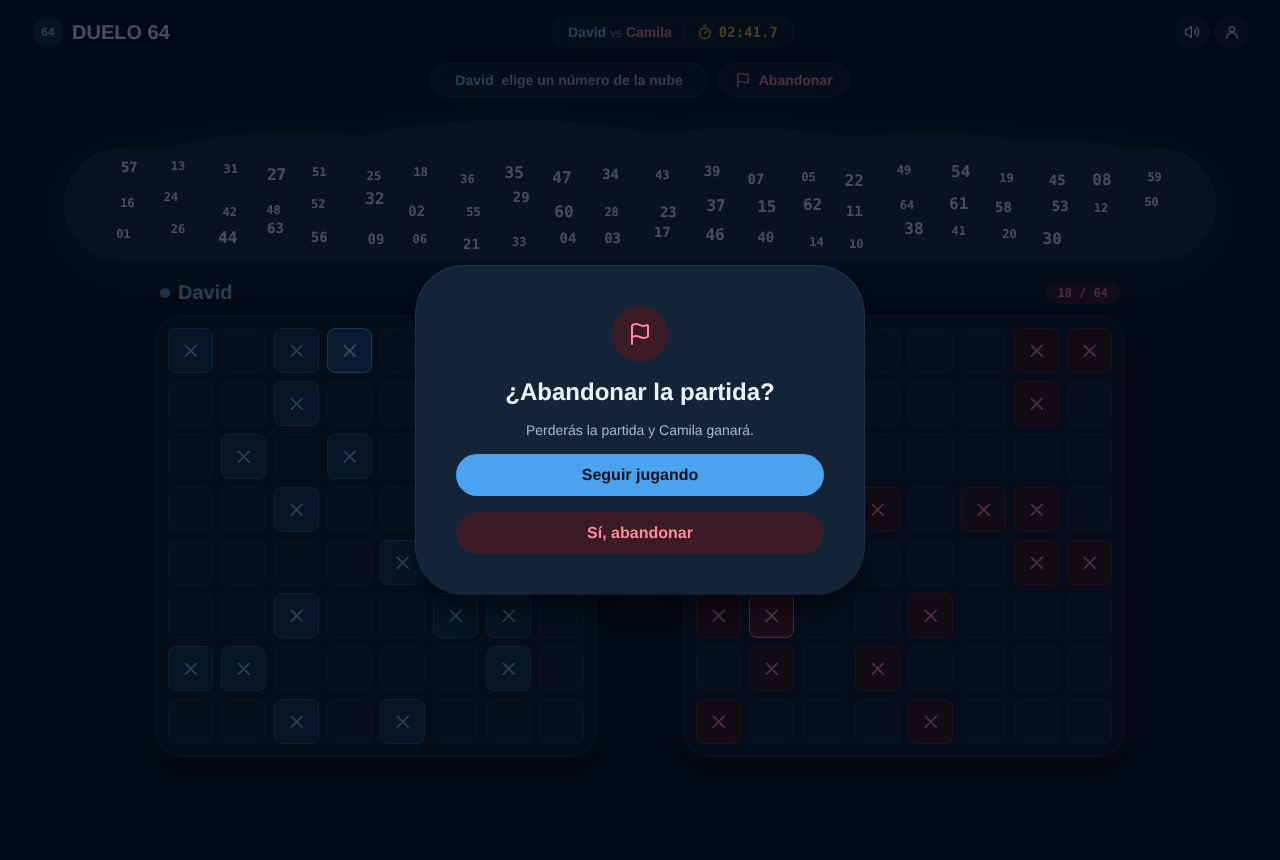 64 DUELO 64
David vs Camila 02:41.7
David elige un número de la nube
Abandonar
57 13 31 27 51 25 18 36 35 47 34 43 39 07 05 22 49 54 19 45 08 59
16 24 42 48 52 32 02 55 29 60 28 23 37 15 62 11 64 61 58 53 12 50
01 26 44 63 56 09 06 21 33 04 03 17 46 40 14 10 38 41 20 30
David
18 / 64
¿Abandonar la partida?
Perderás la partida y Camila ganará.
Seguir jugando
Sí, abandonar